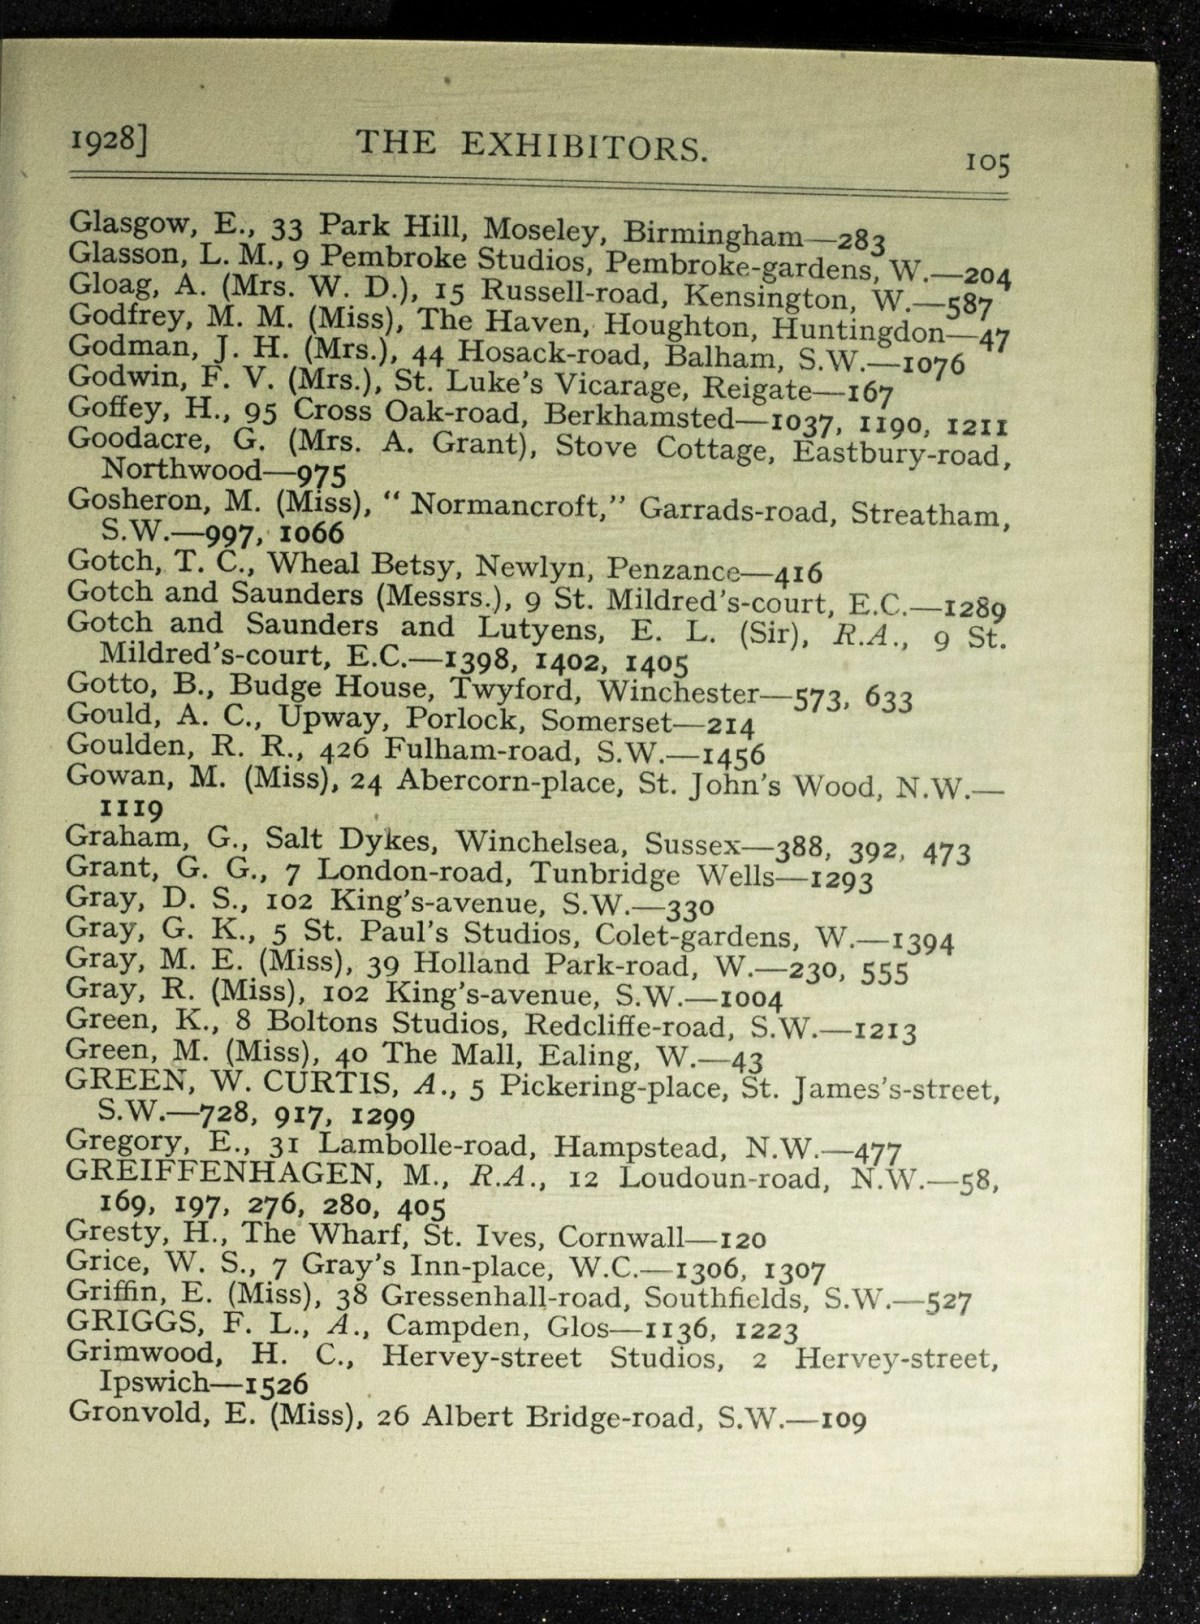 1928] THE EXHIBITORS. 105
Glasgow, E., 33 Park Hill, Moseley, Birmingham—283
Glasson, L. M., 9 Pembroke Studios, Pembroke-gardens, W.—204
Gloag, A. (Mrs. W. D.), 15 Russell-road, Kensington, W.—587
Godfrey, M. M. (Miss), The Haven, Houghton, Huntingdon—47
Godman, J. H. (Mrs.), 44 Hosack-road, Balham, S.W.—1076
Godwin, F. V. (Mrs.), St. Luke's Vicarage, Reigate—167
Goffey, H., 95 Cross Oak-road, Berkhamsted—1037, 1190, 1211
Goodacre, G. (Mrs. A. Grant), Stove Cottage, Eastbury-road,
Northwood—975
Gosheron, M. (Miss), " Normancroft," Garrads-road, Streatham,
S.W.—997, 1066
Gotch, T. C., Wheal Betsy, Newlyn, Penzance—416
Gotch and Saunders (Messrs.), 9 St. Mildred's-court, E.C.—1289
Gotch and Saunders and Lutyens, E. L. (Sir), R.A., 9 St.
Mildred's-court, E.C.—1398, 1402, 1405
Gotto, B., Budge House, Twyford, Winchester—573, 633
Gould, A. C., Upway, Porlock, Somerset—214
Goulden, R. R., 426 Fulham-road, S.W.—1456
Gowan, M. (Miss), 24 Abercorn-place, St. John's Wood, N.W.—
1119
Graham, G., Salt Dykes, Winchelsea, Sussex—388, 392, 473
Grant, G. G., 7 London-road, Tunbridge Wells—1293
Gray, D. S., 102 King's-avenue, S.W.—330
Gray, G. K., 5 St. Paul's Studios, Colet-gardens, W.—1394
Gray, M. E. (Miss), 39 Holland Park-road, W.—230, 555
Gray, R. (Miss), 102 King's-avenue, S.W.—1004
Green, K., 8 Boltons Studios, Redcliffe-road, S.W.—1213
Green, M. (Miss), 40 The Mall, Ealing, W.—43
GREEN, W. CURTIS, A., 5 Pickering-place, St. James's-street,
S.W.—728, 917, 1299
Gregory, E., 31 Lambolle-road, Hampstead, N.W.—477
GREIFFENHAGEN, M., R.A., 12 Loudoun-road, N.W.—58,
169, 197, 276, 280, 405
Gresty, H., The Wharf, St. Ives, Cornwall—120
Grice, W. S., 7 Gray's Inn-place, W.C.—1306, 1307
Griffin, E. (Miss), 38 Gressenhall-road, Southfields, S.W.—527
GRIGGS, F. L., A., Campden, Glos—1136, 1223
Grimwood, H. C., Hervey-street Studios, 2 Hervey-street,
Ipswich—1526
Gronvold, E. (Miss), 26 Albert Bridge-road, S.W.—109